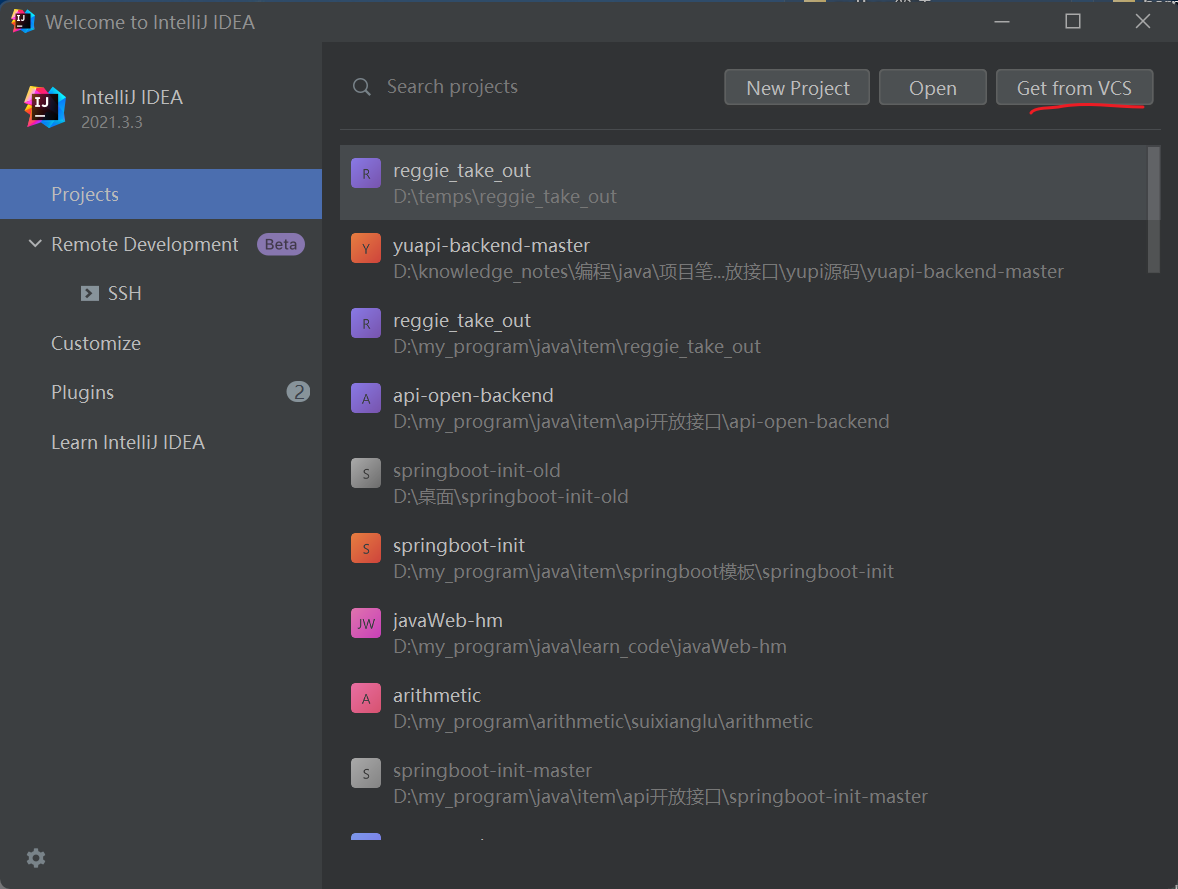 Welcome to IntelliJ IDEA
IntelliJ IDEA
2021.3.3
Projects
Remote Development Beta
SSH
Customize
Plugins 2
Learn IntelliJ IDEA
Search projects
New Project
Open
Get from VCS
R reggie_take_out
D:\temps\reggie_take_out
Y yuapi-backend-master
D:\knowledge_notes\编程\java\项目笔...放接口\yupi源码\yuapi-backend-master
R reggie_take_out
D:\my_program\java\item\reggie_take_out
A api-open-backend
D:\my_program\java\item\api开放接口\api-open-backend
S springboot-init-old
D:\桌面\springboot-init-old
S springboot-init
D:\my_program\java\item\springboot模板\springboot-init
JW javaWeb-hm
D:\my_program\java\learn_code\javaWeb-hm
A arithmetic
D:\my_program\arithmetic\suixianglu\arithmetic
S springboot-init-master
D:\my_program\java\item\api开放接口\springboot-init-master